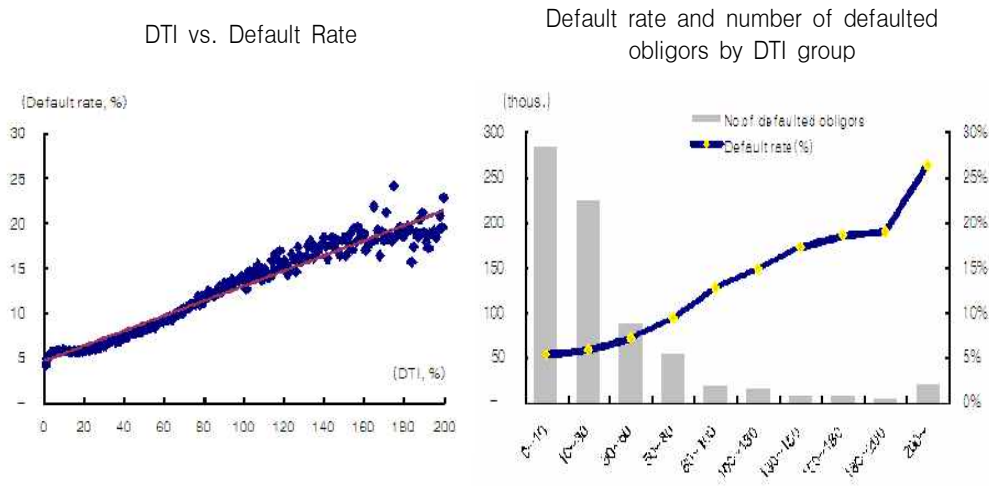 DTI vs. Default Rate
(Default rate, %)
30
25
20
15
10
5
-
(DTI, %)
0 20 40 60 80 100 120 140 160 180 200
Default rate and number of defaulted
obligors by DTI group
(thous.)
No.of defaulted obligors
Default rate(%)
300
250
200
150
100
50
-
30%
25%
20%
15%
10%
5%
0%
0~10
200~